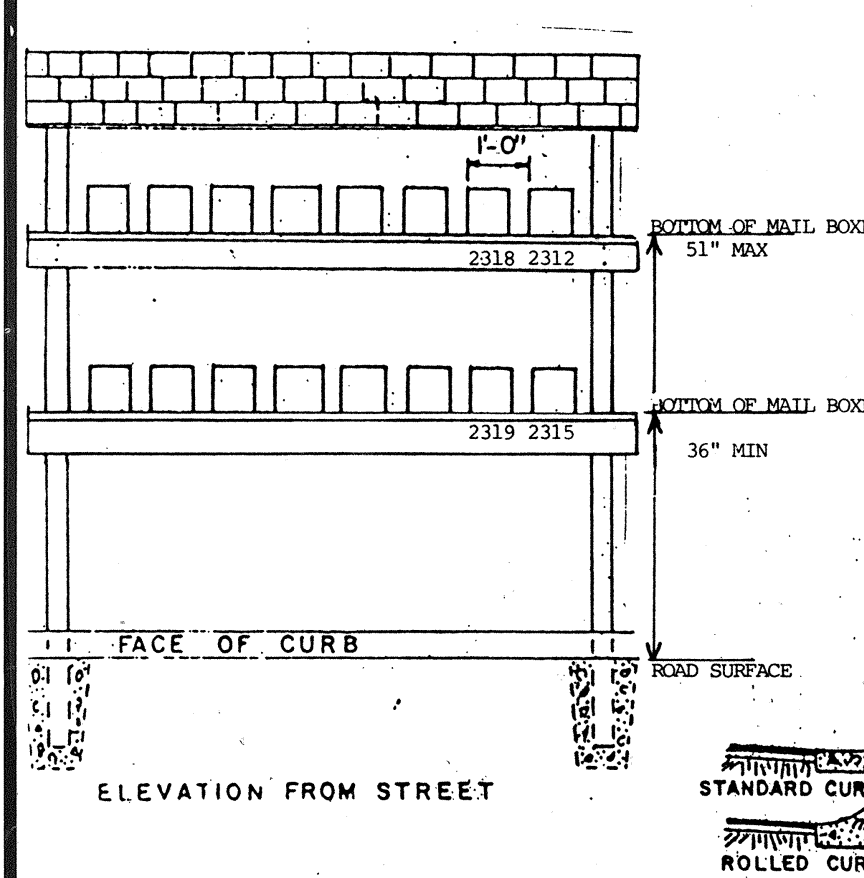 1'-0"
BOTTOM OF MAIL BOX
51" MAX
2318 2312
BOTTOM OF MAIL BOX
2319 2315
36" MIN
FACE OF CURB
ROAD SURFACE
ELEVATION FROM STREET
STANDARD CUR
ROLLED CUR